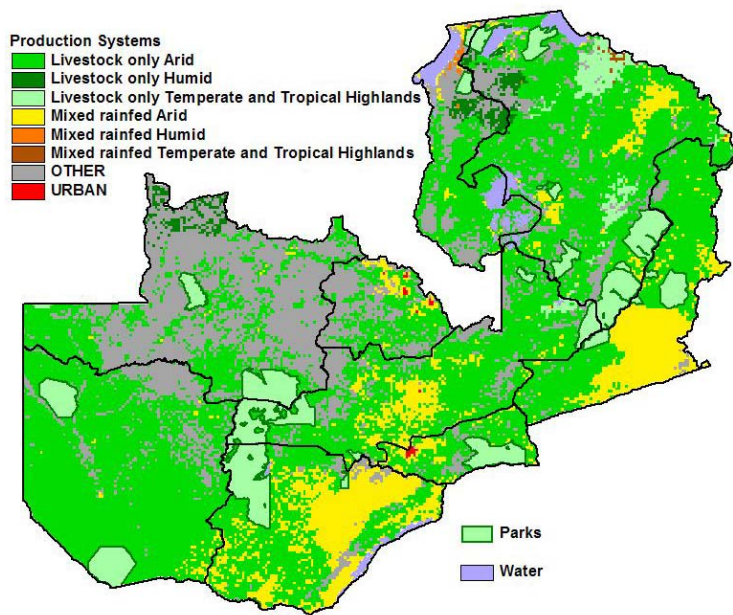 Production Systems
Livestock only Arid
Livestock only Humid
Livestock only Temperate and Tropical Highlands
Mixed rainfed Arid
Mixed rainfed Humid
Mixed rainfed Temperate and Tropical Highlands
OTHER
URBAN
Parks
Water